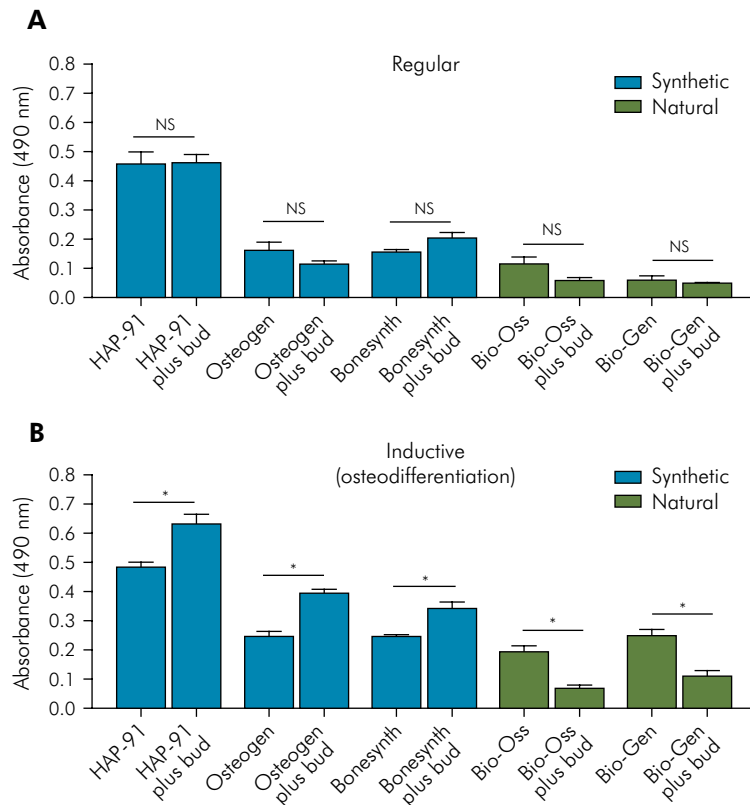 A
Regular
Synthetic
Natural
Absorbance (490 nm)
0.8
0.7
0.6
0.5
0.4
0.3
0.2
0.1
0.0
NS
NS
NS
NS
NS
HAP-91
HAP-91
plus bud
Osteogen
Osteogen
plus bud
Bonesynth
Bonesynth
plus bud
Bio-Oss
Bio-Oss
plus bud
Bio-Gen
Bio-Gen
plus bud
B
Inductive
(osteodifferentiation)
Synthetic
Natural
Absorbance (490 nm)
0.8
0.7
0.6
0.5
0.4
0.3
0.2
0.1
0.0
*
*
*
*
*
HAP-91
HAP-91
plus bud
Osteogen
Osteogen
plus bud
Bonesynth
Bonesynth
plus bud
Bio-Oss
Bio-Oss
plus bud
Bio-Gen
Bio-Gen
plus bud